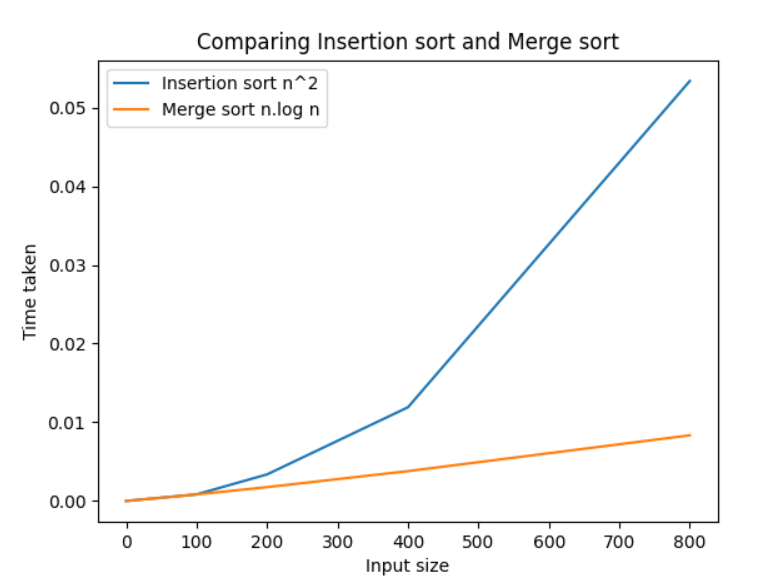 Comparing Insertion sort and Merge sort
Insertion sort n^2
Merge sort n.log n
0.05
0.04
0.03
0.02
0.01
0.00
Time taken
0 100 200 300 400 500 600 700 800
Input size